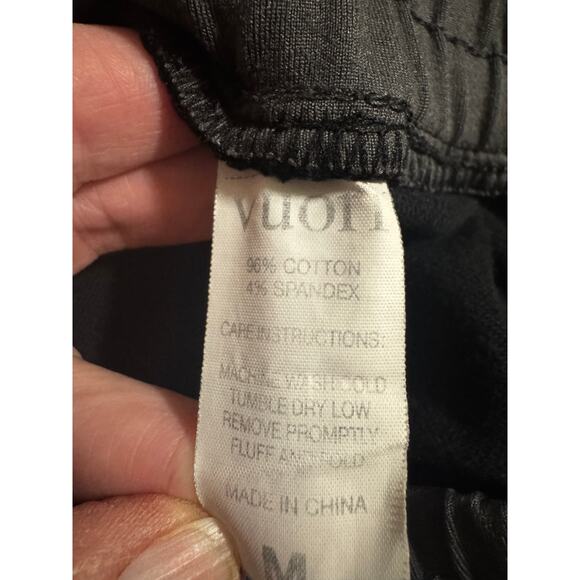 vuori
96% COTTON
4% SPANDEX
CARE INSTRUCTIONS:
MACHINE WASH COLD
TUMBLE DRY LOW
REMOVE PROMPTLY
FLUFF AND FOLD
MADE IN CHINA
M